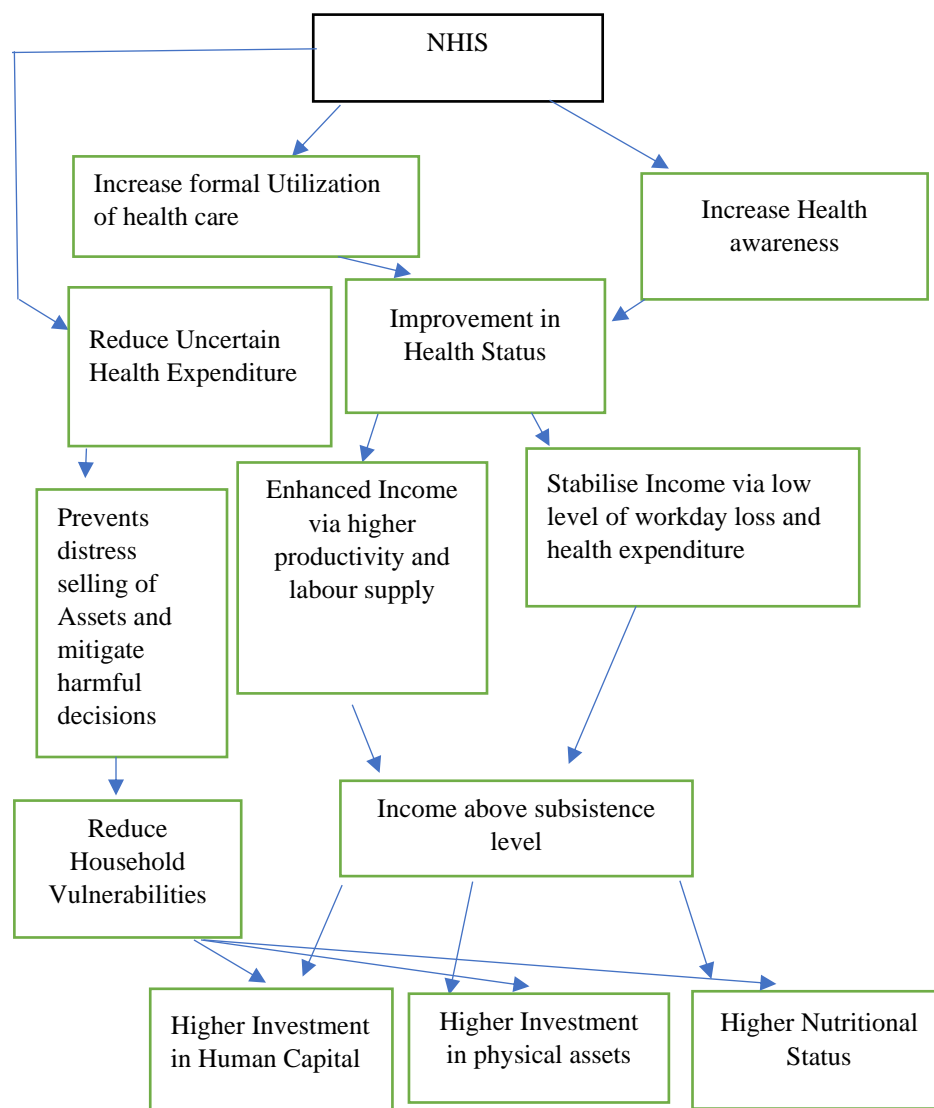 NHIS
Increase formal Utilization
of health care
Increase Health
awareness
Reduce Uncertain
Health Expenditure
Improvement in
Health Status
Prevents
distress
selling of
Assets and
mitigate
harmful
decisions
Enhanced Income
via higher
productivity and
labour supply
Stabilise Income via low
level of workday loss and
health expenditure
Reduce
Household
Vulnerabilities
Income above subsistence
level
Higher Investment
in Human Capital
Higher Investment
in physical assets
Higher Nutritional
Status